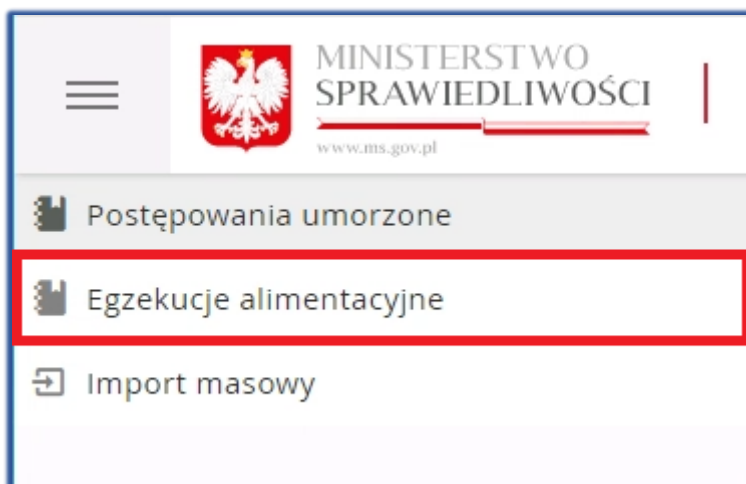 MINISTERSTWO
SPRAWIEDLIWOŚCI
www.ms.gov.pl
Postępowania umorzone
Egzekucje alimentacyjne
Import masowy